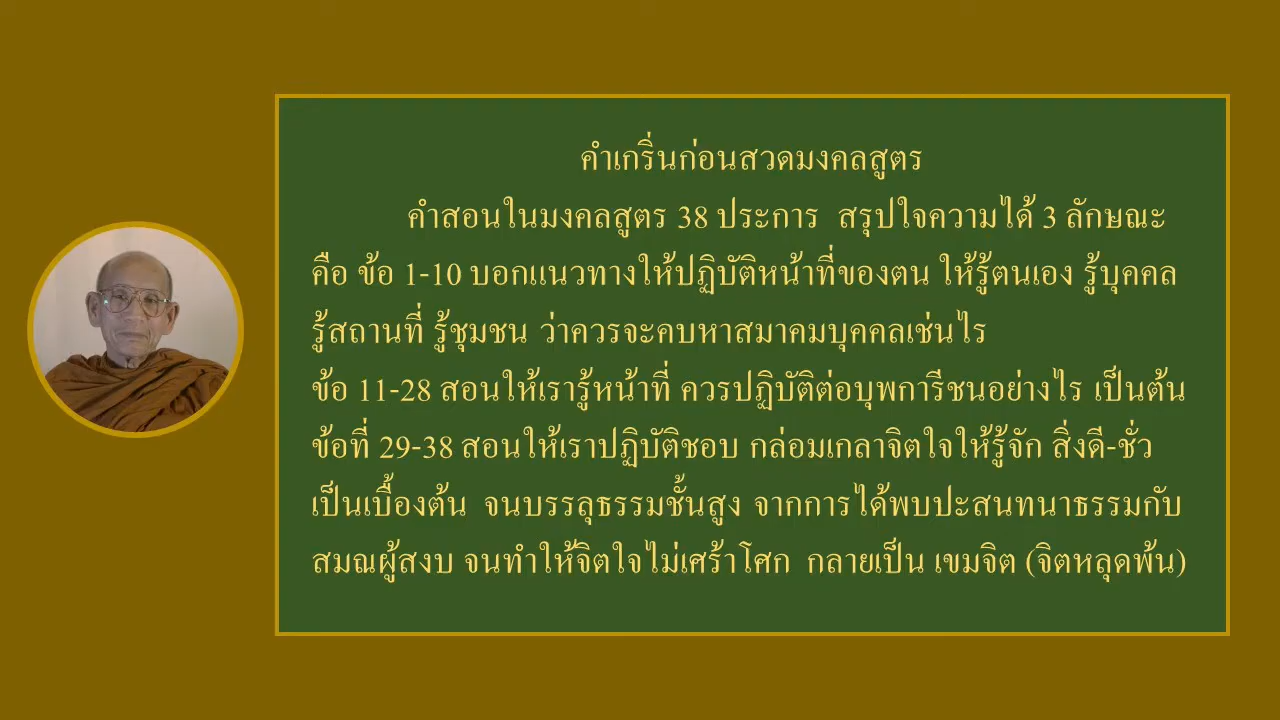 คำเกริ่นก่อนสวดมงคลสูตร
คำสอนในมงคลสูตร 38 ประการ สรุปใจความได้ 3 ลักษณะ
คือ ข้อ 1-10 บอกแนวทางให้ปฏิบัติหน้าที่ของตน ให้รู้ตนเอง รู้บุคคล
รู้สถานที่ รู้ชุมชน ว่าควรจะคบหาสมาคมบุคคลเช่นไร
ข้อ 11-28 สอนให้เรารู้หน้าที่ ควรปฏิบัติต่อบุพการีชนอย่างไร เป็นต้น
ข้อที่ 29-38 สอนให้เราปฏิบัติชอบ กล่อมเกลาจิตใจให้รู้จัก สิ่งดี-ชั่ว
เป็นเบื้องต้น จนบรรลุธรรมชั้นสูง จากการได้พบปะสนทนาธรรมกับ
สมณผู้สงบ จนทำให้จิตใจไม่เศร้าโศก กลายเป็น เขมจิต (จิตหลุดพ้น)